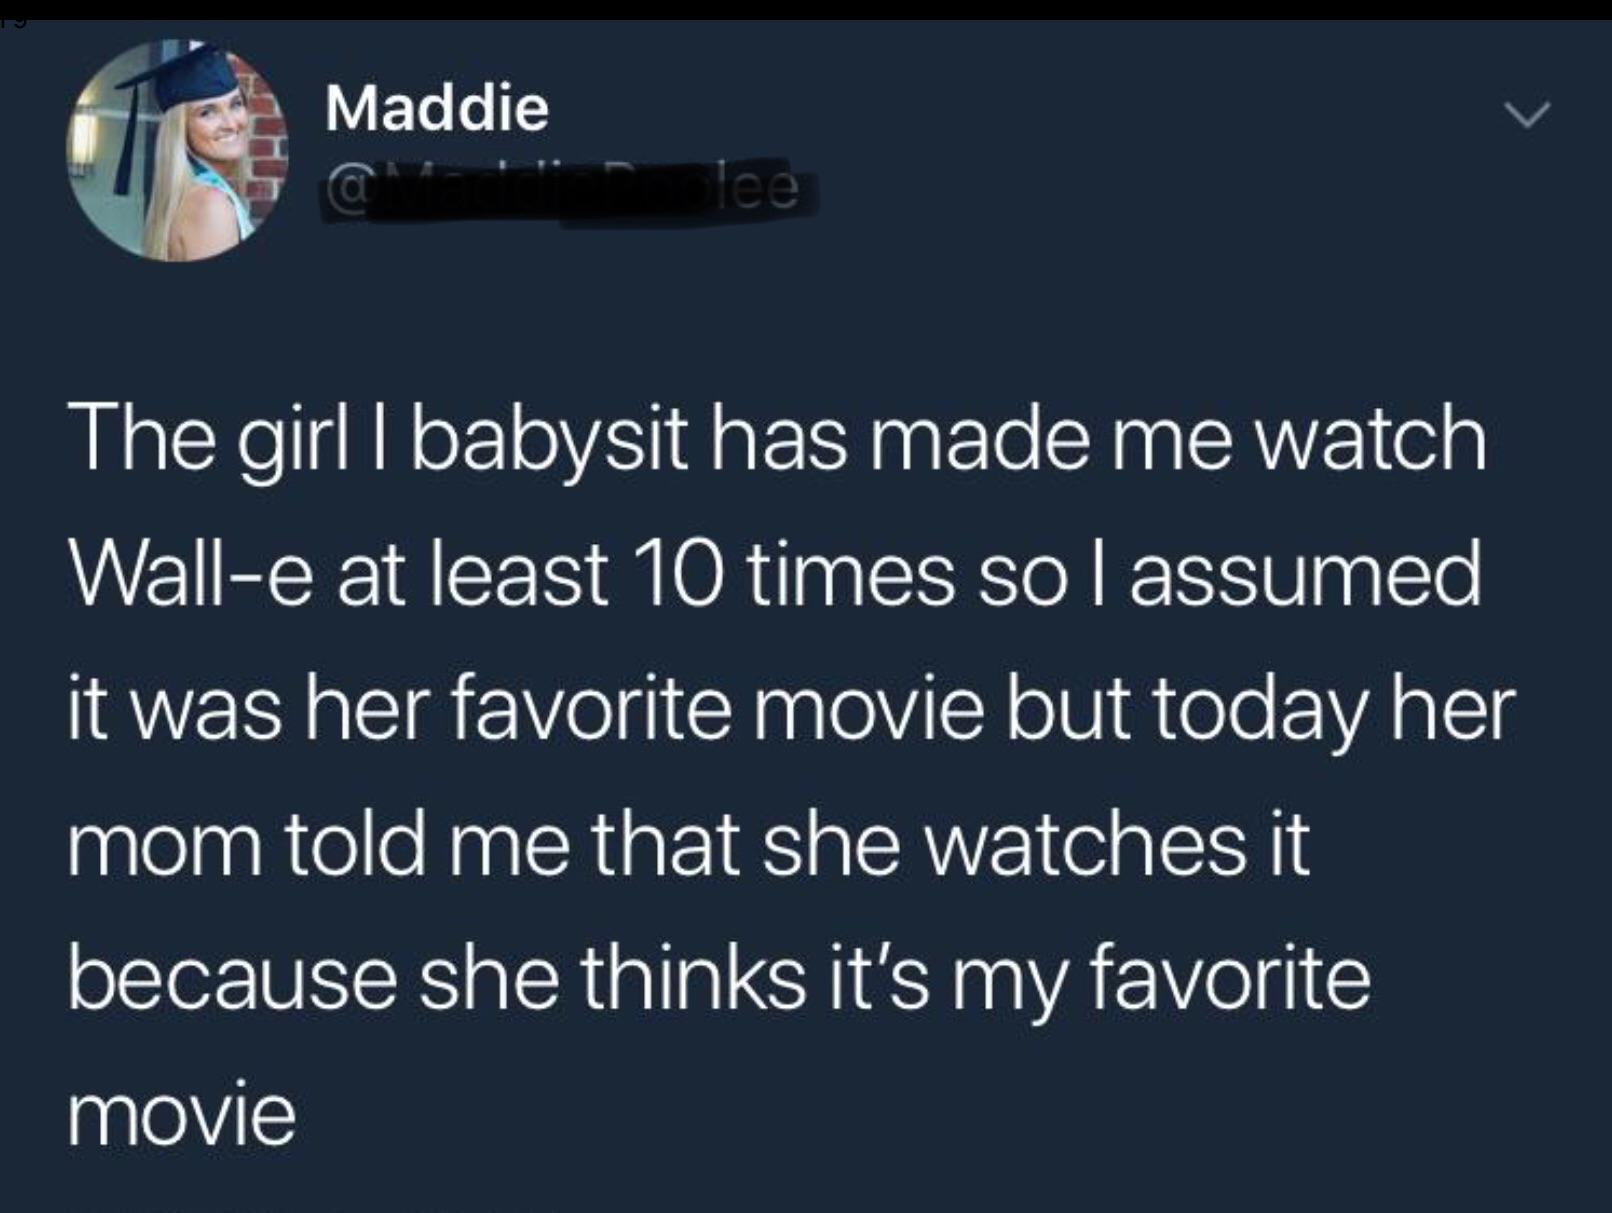 Maddie
The girl I babysit has made me watch
Wall-e at least 10 times so I assumed
it was her favorite movie but today her
mom told me that she watches it
because she thinks it's my favorite
movie